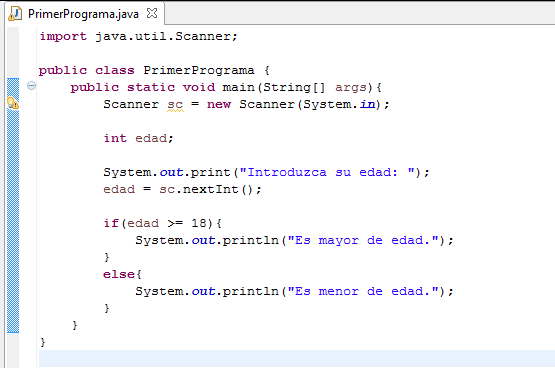 PrimerPrograma.java
import java.util.Scanner;
public class PrimerPrograma {
public static void main(String[] args){
Scanner sc = new Scanner(System.in);
int edad;
System.out.print("Introduzca su edad: ");
edad = sc.nextInt();
if(edad >= 18){
System.out.println("Es mayor de edad.");
}
else{
System.out.println("Es menor de edad.");
}
}
}